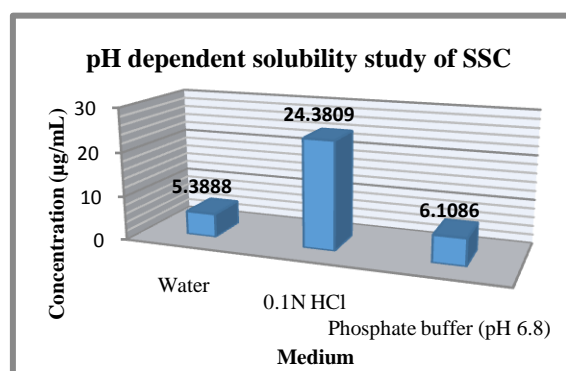 pH dependent solubility study of SSC
Concentration (µg/mL)
30
20
10
0
5.3888
24.3809
6.1086
Water
0.1N HCl
Phosphate buffer (pH 6.8)
Medium